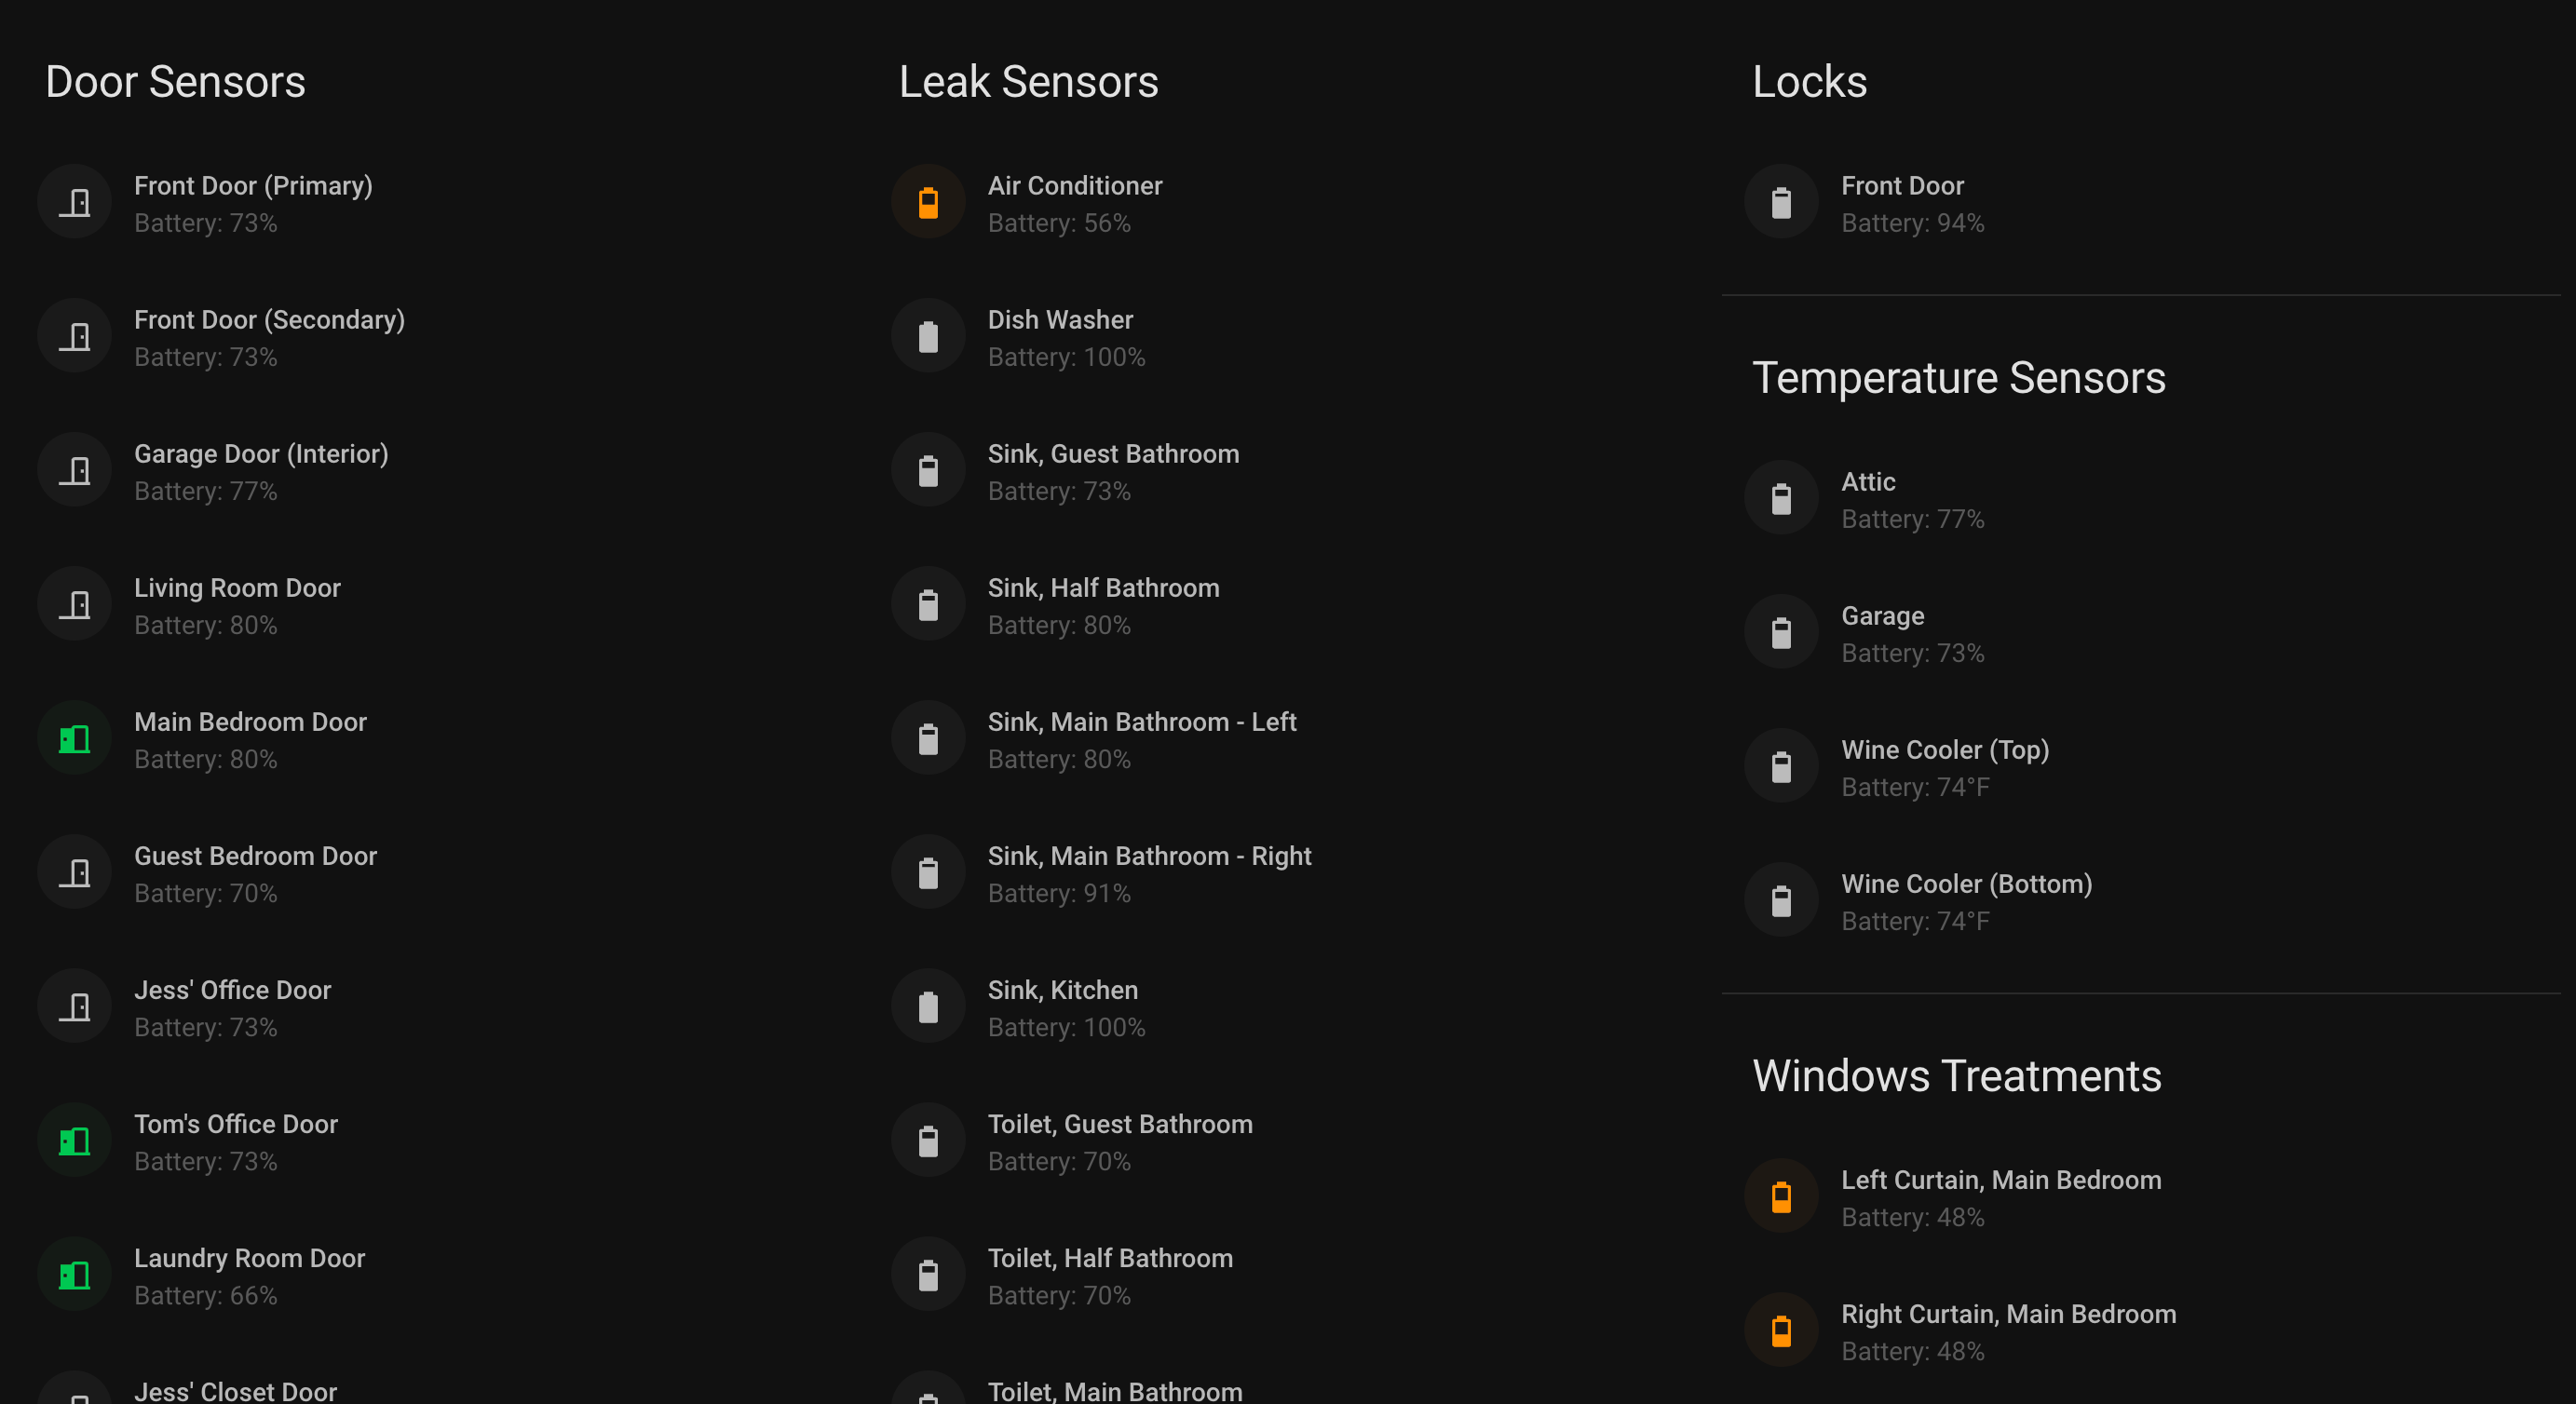 Door Sensors
Front Door (Primary)
Battery: 73%
Front Door (Secondary)
Battery: 73%
Garage Door (Interior)
Battery: 77%
Living Room Door
Battery: 80%
Main Bedroom Door
Battery: 80%
Guest Bedroom Door
Battery: 70%
Jess' Office Door
Battery: 73%
Tom's Office Door
Battery: 73%
Laundry Room Door
Battery: 66%
Jess' Closet Door
Leak Sensors
Air Conditioner
Battery: 56%
Dish Washer
Battery: 100%
Sink, Guest Bathroom
Battery: 73%
Sink, Half Bathroom
Battery: 80%
Sink, Main Bathroom - Left
Battery: 80%
Sink, Main Bathroom - Right
Battery: 91%
Sink, Kitchen
Battery: 100%
Toilet, Guest Bathroom
Battery: 70%
Toilet, Half Bathroom
Battery: 70%
Toilet, Main Bathroom
Locks
Front Door
Battery: 94%
Temperature Sensors
Attic
Battery: 77%
Garage
Battery: 73%
Wine Cooler (Top)
Battery: 74°F
Wine Cooler (Bottom)
Battery: 74°F
Windows Treatments
Left Curtain, Main Bedroom
Battery: 48%
Right Curtain, Main Bedroom
Battery: 48%